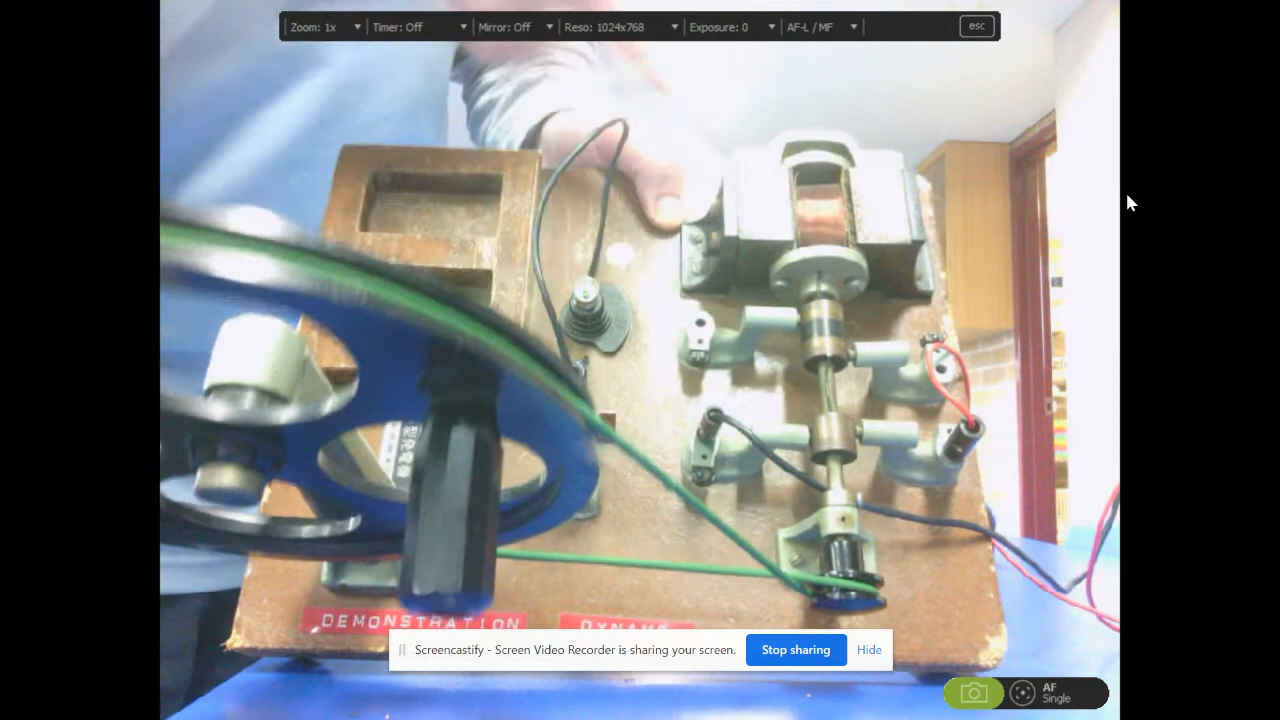 Zoom: 1x Timer: Off Mirror: Off Reso: 1024x768 Exposure: 0 AF-L / MF esc
DEMONSTRATION DYNAMO
Screencastify - Screen Video Recorder is sharing your screen. Stop sharing Hide
AF
Single